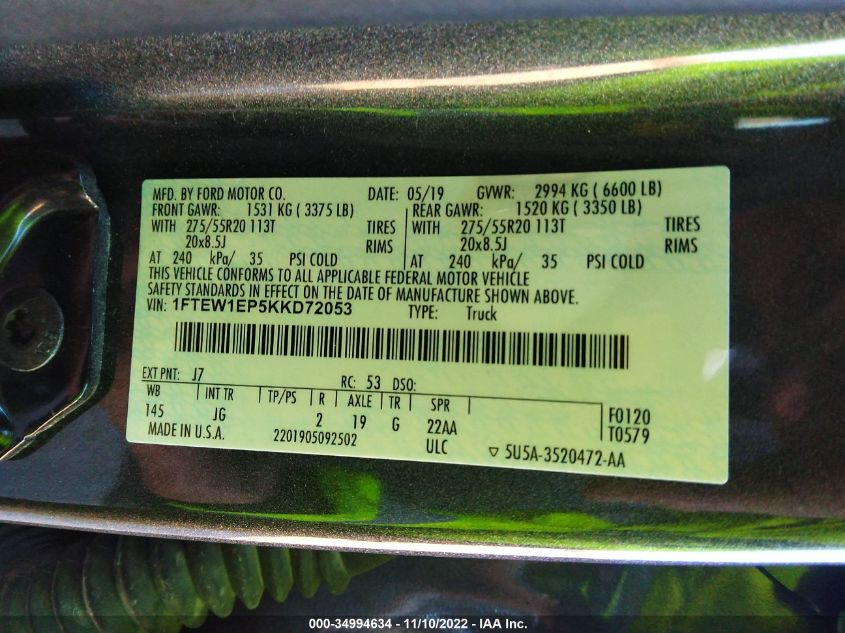 MFD. BY FORD MOTOR CO. DATE: 05/19 GVWR: 2994 KG ( 6600 LB)
FRONT GAWR: 1531 KG ( 3375 LB) REAR GAWR: 1520 KG ( 3350 LB)
WITH 275/55R20 113T TIRES WITH 275/55R20 113T TIRES
20x8.5J RIMS 20x8.5J RIMS
AT 240 kPa/ 35 PSI COLD AT 240 kPa/ 35 PSI COLD
THIS VEHICLE CONFORMS TO ALL APPLICABLE FEDERAL MOTOR VEHICLE
SAFETY STANDARDS IN EFFECT ON THE DATE OF MANUFACTURE SHOWN ABOVE.
VIN: 1FTEW1EP5KKD72053 TYPE: Truck
EXT PNT: J7 RC: 53 DSO:
WB INT TR TP/PS R AXLE TR SPR
145 JG 2 19 G 22AA F0120
MADE IN U.S.A. 2201905092502 ULC T0579
▽ 5U5A-3520472-AA
000-34994634 - 11/10/2022 - IAA Inc.